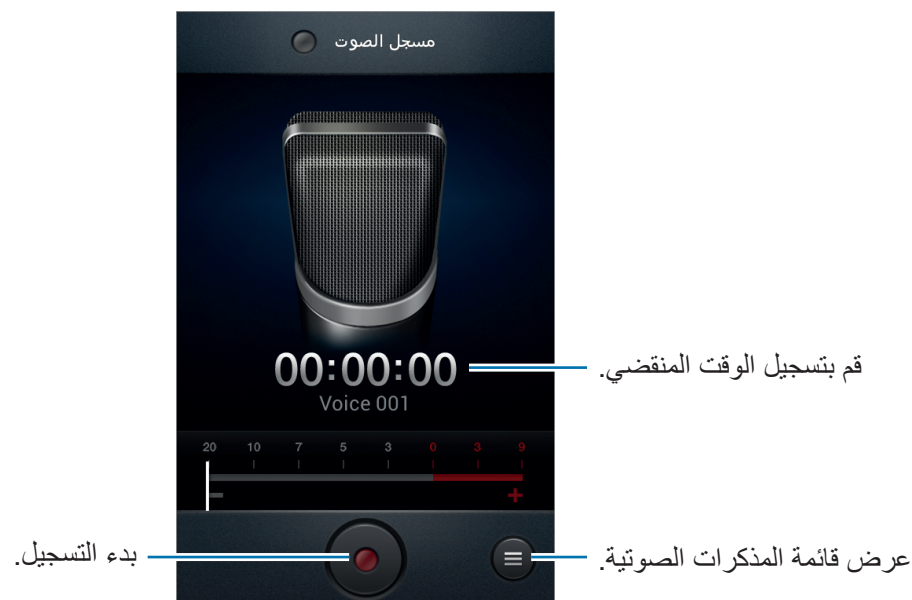 مسجل الصوت
00:00:00
قم بتسجيل الوقت المنقضي.
Voice 001
20 10 7 5 3 0 3 9
- +
عرض قائمة المذكرات الصوتية.
بدء التسجيل.